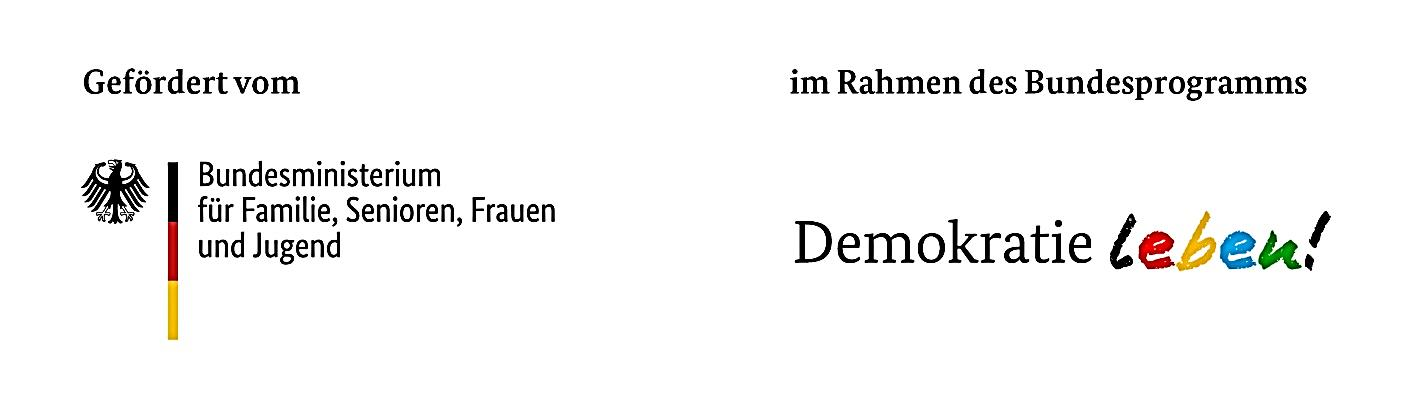 Gefördert vom
Bundesministerium
für Familie, Senioren, Frauen
und Jugend
im Rahmen des Bundesprogramms
Demokratie leben!